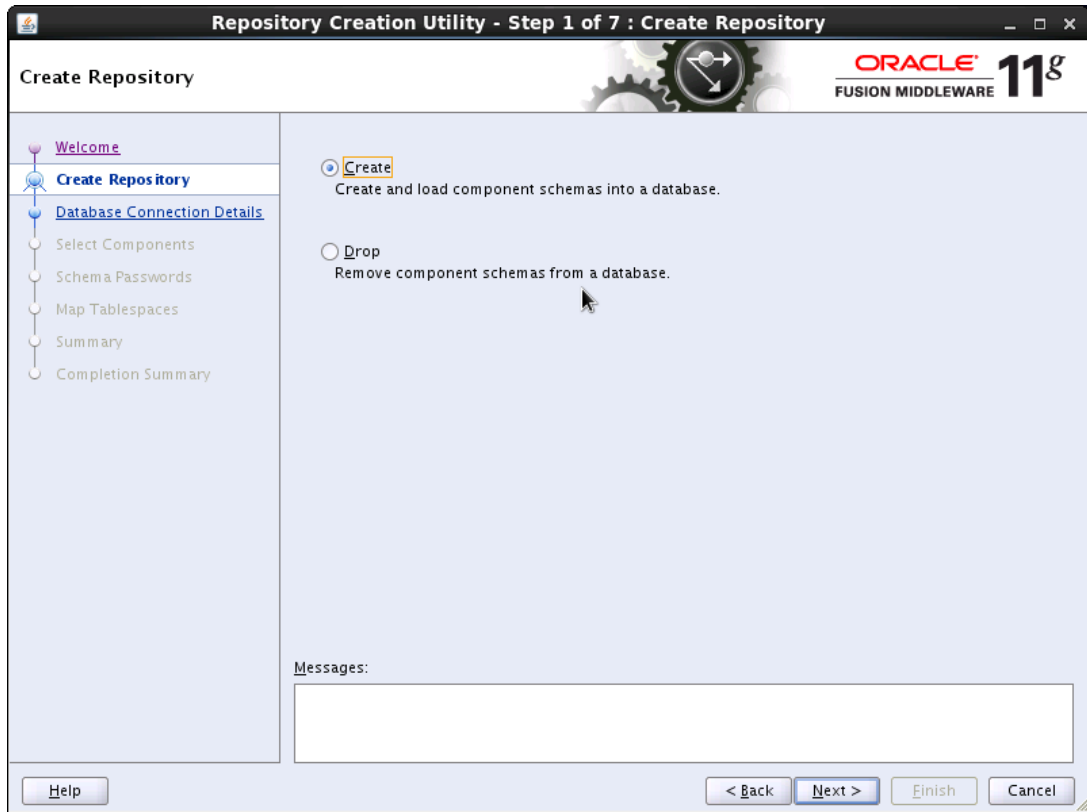 Repository Creation Utility - Step 1 of 7 : Create Repository
Create Repository
ORACLE
FUSION MIDDLEWARE
11g
Welcome
Create Repository
Database Connection Details
Select Components
Schema Passwords
Map Tablespaces
Summary
Completion Summary
Create
Create and load component schemas into a database.
Drop
Remove component schemas from a database.
Messages:
Help
< Back
Next >
Finish
Cancel